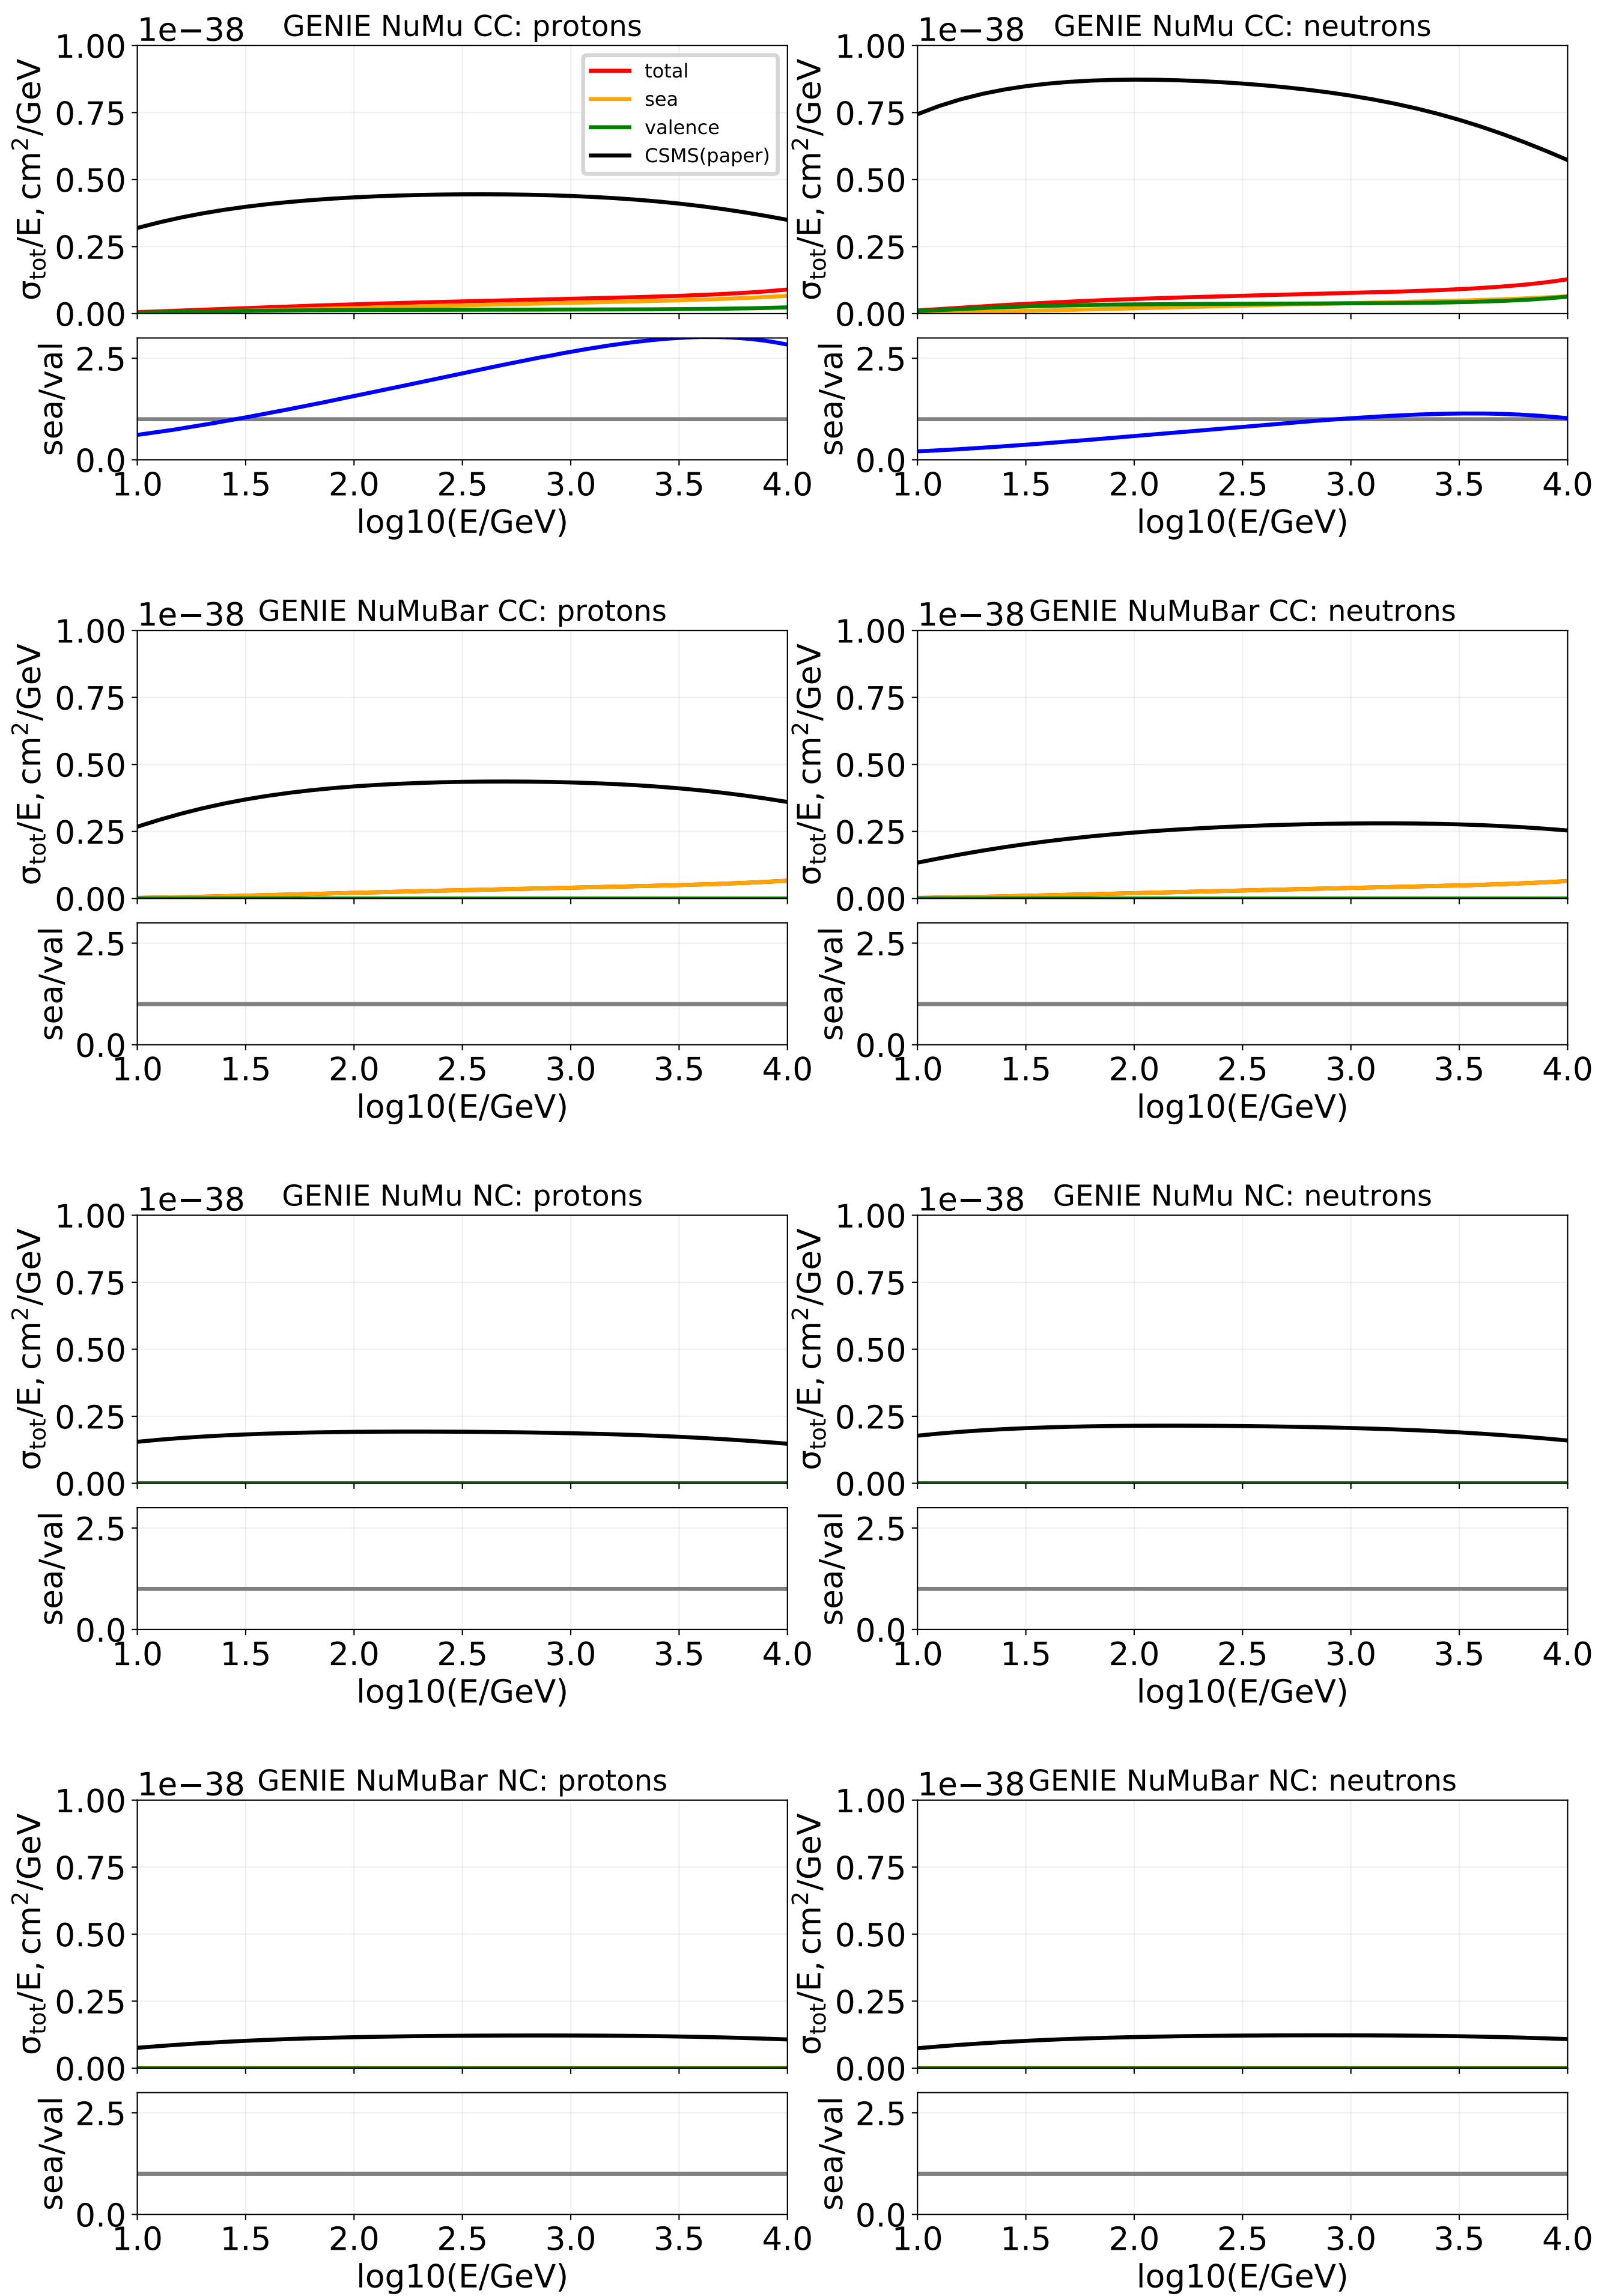 1e−38 GENIE NuMu CC: protons
σtot/E, cm²/GeV
1.00
0.75
0.50
0.25
0.00
total
sea
valence
CSMS(paper)
sea/val
2.5
0.0
1.0 1.5 2.0 2.5 3.0 3.5 4.0
log10(E/GeV)
1e−38 GENIE NuMu CC: neutrons
σtot/E, cm²/GeV
1.00
0.75
0.50
0.25
0.00
sea/val
2.5
0.0
1.0 1.5 2.0 2.5 3.0 3.5 4.0
log10(E/GeV)
1e−38 GENIE NuMuBar CC: protons
σtot/E, cm²/GeV
1.00
0.75
0.50
0.25
0.00
sea/val
2.5
0.0
1.0 1.5 2.0 2.5 3.0 3.5 4.0
log10(E/GeV)
1e−38 GENIE NuMuBar CC: neutrons
σtot/E, cm²/GeV
1.00
0.75
0.50
0.25
0.00
sea/val
2.5
0.0
1.0 1.5 2.0 2.5 3.0 3.5 4.0
log10(E/GeV)
1e−38 GENIE NuMu NC: protons
σtot/E, cm²/GeV
1.00
0.75
0.50
0.25
0.00
sea/val
2.5
0.0
1.0 1.5 2.0 2.5 3.0 3.5 4.0
log10(E/GeV)
1e−38 GENIE NuMu NC: neutrons
σtot/E, cm²/GeV
1.00
0.75
0.50
0.25
0.00
sea/val
2.5
0.0
1.0 1.5 2.0 2.5 3.0 3.5 4.0
log10(E/GeV)
1e−38 GENIE NuMuBar NC: protons
σtot/E, cm²/GeV
1.00
0.75
0.50
0.25
0.00
sea/val
2.5
0.0
1.0 1.5 2.0 2.5 3.0 3.5 4.0
log10(E/GeV)
1e−38 GENIE NuMuBar NC: neutrons
σtot/E, cm²/GeV
1.00
0.75
0.50
0.25
0.00
sea/val
2.5
0.0
1.0 1.5 2.0 2.5 3.0 3.5 4.0
log10(E/GeV)